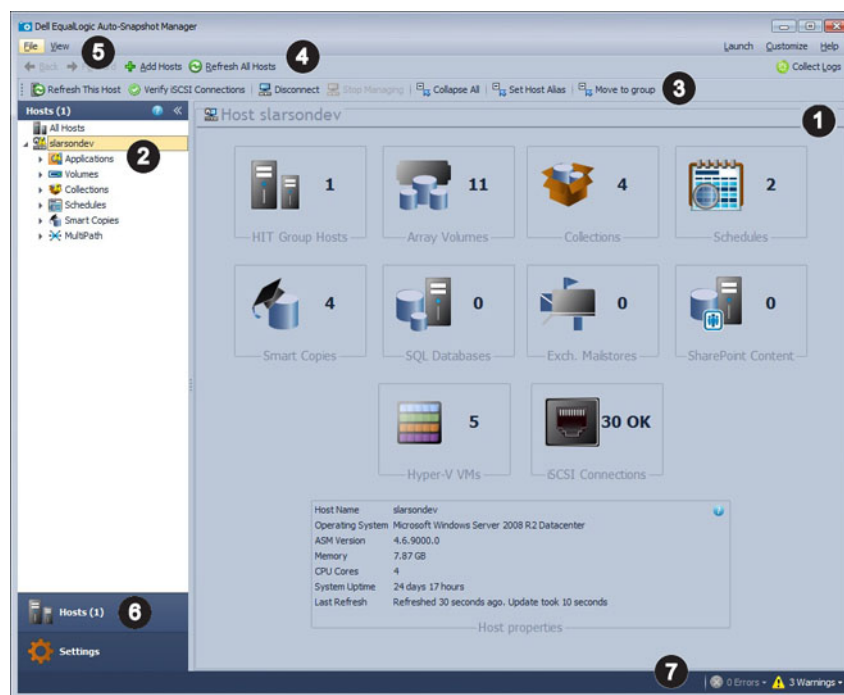 Dell EqualLogic Auto-Snapshot Manager
File View
5
Launch Customize Help
Back Add Hosts Refresh All Hosts
4
Collect Logs
Refresh This Host Verify iSCSI Connections Disconnect Stop Managing Collapse All Set Host Alias Move to group
3
Hosts (1)
All Hosts
slarsondev
2
Applications
Volumes
Collections
Schedules
Smart Copies
MultiPath
Host slarsondev
1
1
HIT Group Hosts
11
Array Volumes
4
Collections
2
Schedules
4
Smart Copies
0
SQL Databases
0
Exch. Mailstores
0
SharePoint Content
5
Hyper-V VMs
30 OK
iSCSI Connections
Host Name slarsondev
Operating System Microsoft Windows Server 2008 R2 Datacenter
ASM Version 4.6.9000.0
Memory 7.87 GB
CPU Cores 4
System Uptime 24 days 17 hours
Last Refresh Refreshed 30 seconds ago. Update took 10 seconds
Host properties
Hosts (1)
6
Settings
7
0 Errors 3 Warnings